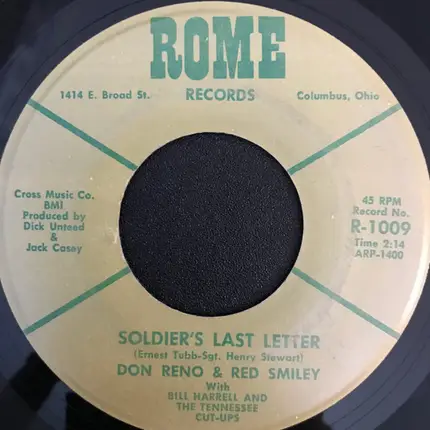 ROME
1414 E. Broad St. RECORDS Columbus, Ohio
Cross Music Co.
BMI
Produced by
Dick Unteed
&
Jack Casey
45 RPM
Record No.
R-1009
Time 2:14
ARP-1400
SOLDIER'S LAST LETTER
(Ernest Tubb-Sgt. Henry Stewart)
DON RENO & RED SMILEY
With
BILL HARRELL AND
THE TENNESSEE
CUT-UPS